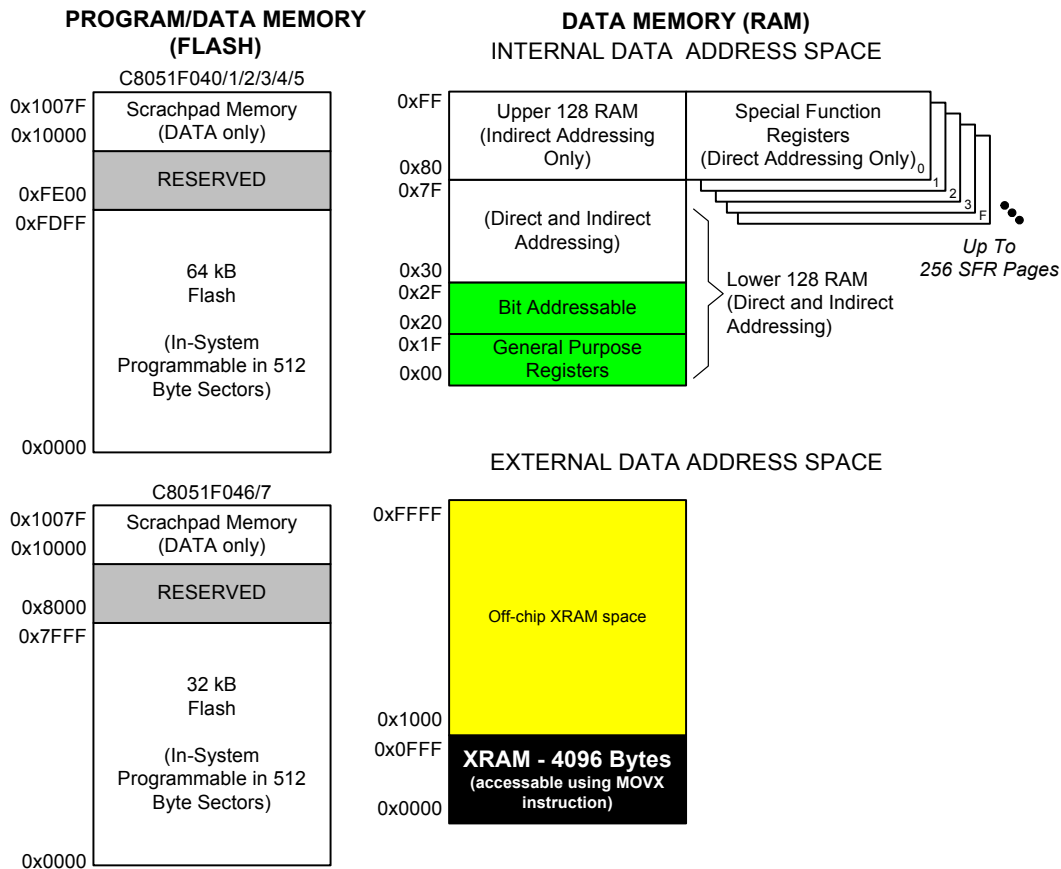 PROGRAM/DATA MEMORY
(FLASH)
C8051F040/1/2/3/4/5
0x1007F
Scrachpad Memory
0x10000
(DATA only)
RESERVED
0xFE00
0xFDFF
64 kB
Flash
(In-System
Programmable in 512
Byte Sectors)
0x0000
C8051F046/7
0x1007F
Scrachpad Memory
0x10000
(DATA only)
RESERVED
0x8000
0x7FFF
32 kB
Flash
(In-System
Programmable in 512
Byte Sectors)
0x0000
DATA MEMORY (RAM)
INTERNAL DATA ADDRESS SPACE
0xFF
Upper 128 RAM
(Indirect Addressing
Only)
0x80
Special Function
Registers
(Direct Addressing Only)
0
1
2
3
F
Up To
256 SFR Pages
0x7F
(Direct and Indirect
Addressing)
0x30
0x2F
Bit Addressable
0x20
0x1F
General Purpose
Registers
0x00
Lower 128 RAM
(Direct and Indirect
Addressing)
EXTERNAL DATA ADDRESS SPACE
0xFFFF
Off-chip XRAM space
0x1000
0x0FFF
XRAM - 4096 Bytes
(accessable using MOVX
instruction)
0x0000